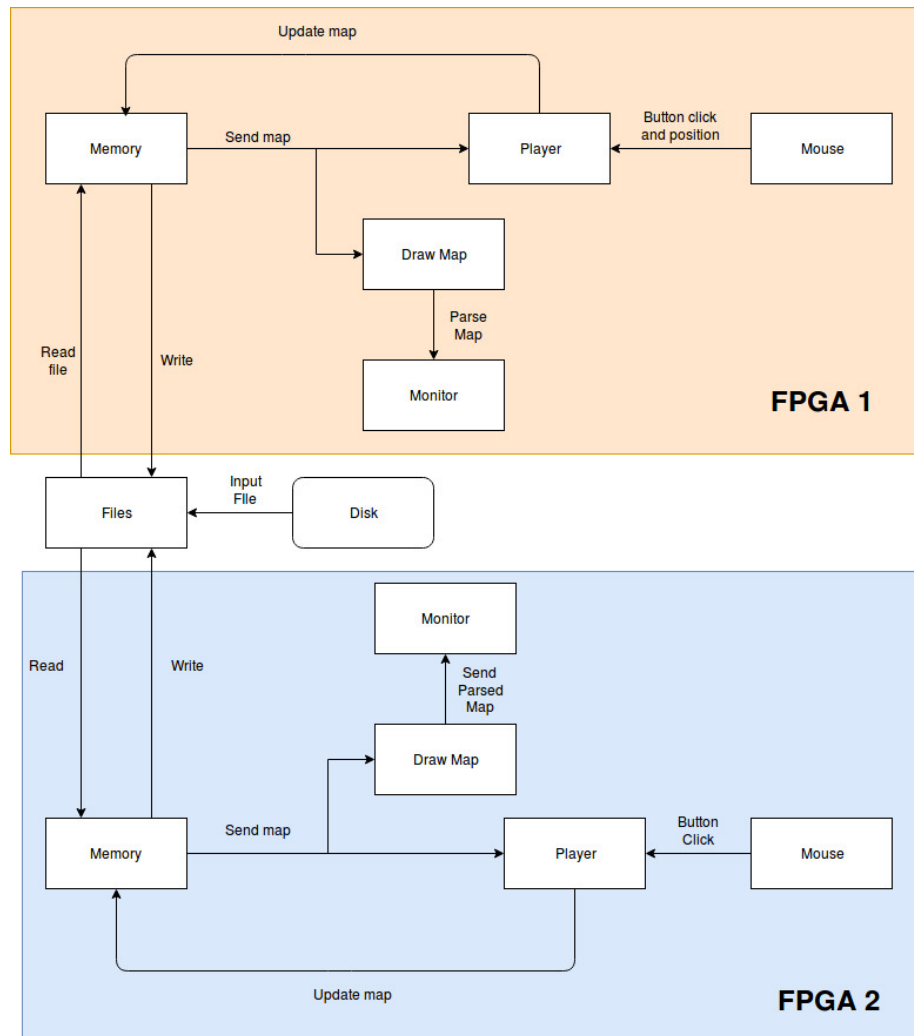 Update map
Memory
Send map
Player
Button click
and position
Mouse
Draw Map
Parse
Map
Read
file
Write
Monitor
FPGA 1
Files
Input
FIle
Disk
Monitor
Read
Write
Send
Parsed
Map
Draw Map
Memory
Send map
Player
Button
Click
Mouse
Update map
FPGA 2